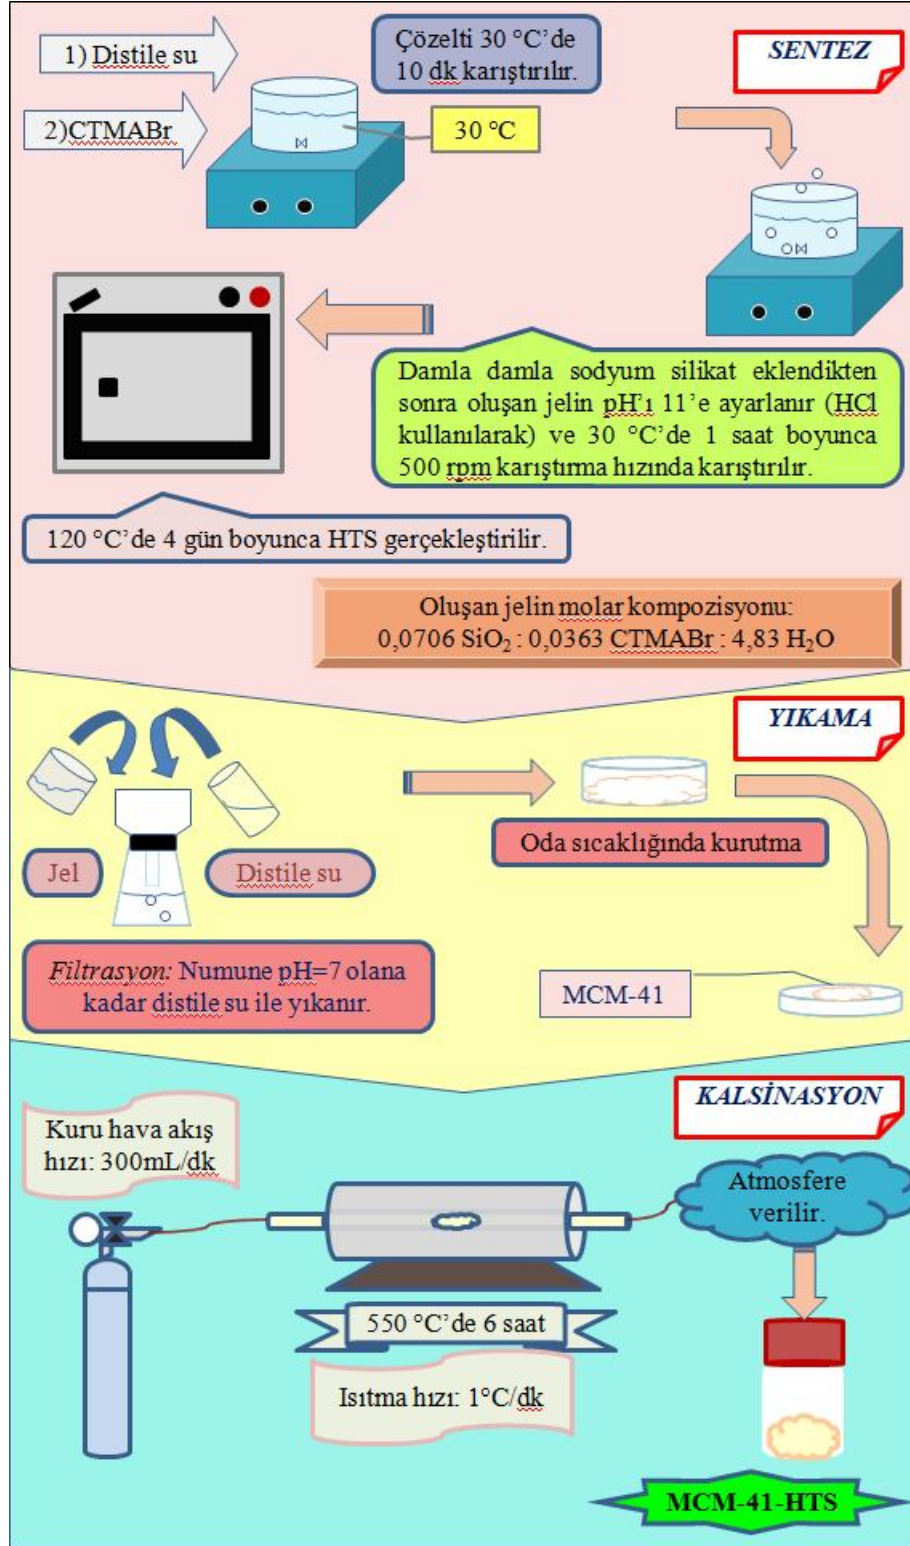 1) Distile su
Çözelti 30 °C'de
10 dk karıştırılır.
SENTEZ
2)CTMABr
30 °C
Damla damla sodyum silikat eklendikten
sonra oluşan jelin pH'ı 11'e ayarlanır (HCl
kullanılarak) ve 30 °C'de 1 saat boyunca
500 rpm karıştırma hızında karıştırılır.
120 °C'de 4 gün boyunca HTS gerçekleştirilir.
Oluşan jelin molar kompozisyonu:
0,0706 SiO₂ : 0,0363 CTMABr : 4,83 H₂O
YIKAMA
Oda sıcaklığında kurutma
Jel
Distile su
Filtrasyon: Numune pH=7 olana
kadar distile su ile yıkanır.
MCM-41
KALSİNASYON
Kuru hava akış
hızı: 300mL/dk
Atmosfere
verilir.
550 °C'de 6 saat
Isıtma hızı: 1°C/dk
MCM-41-HTS